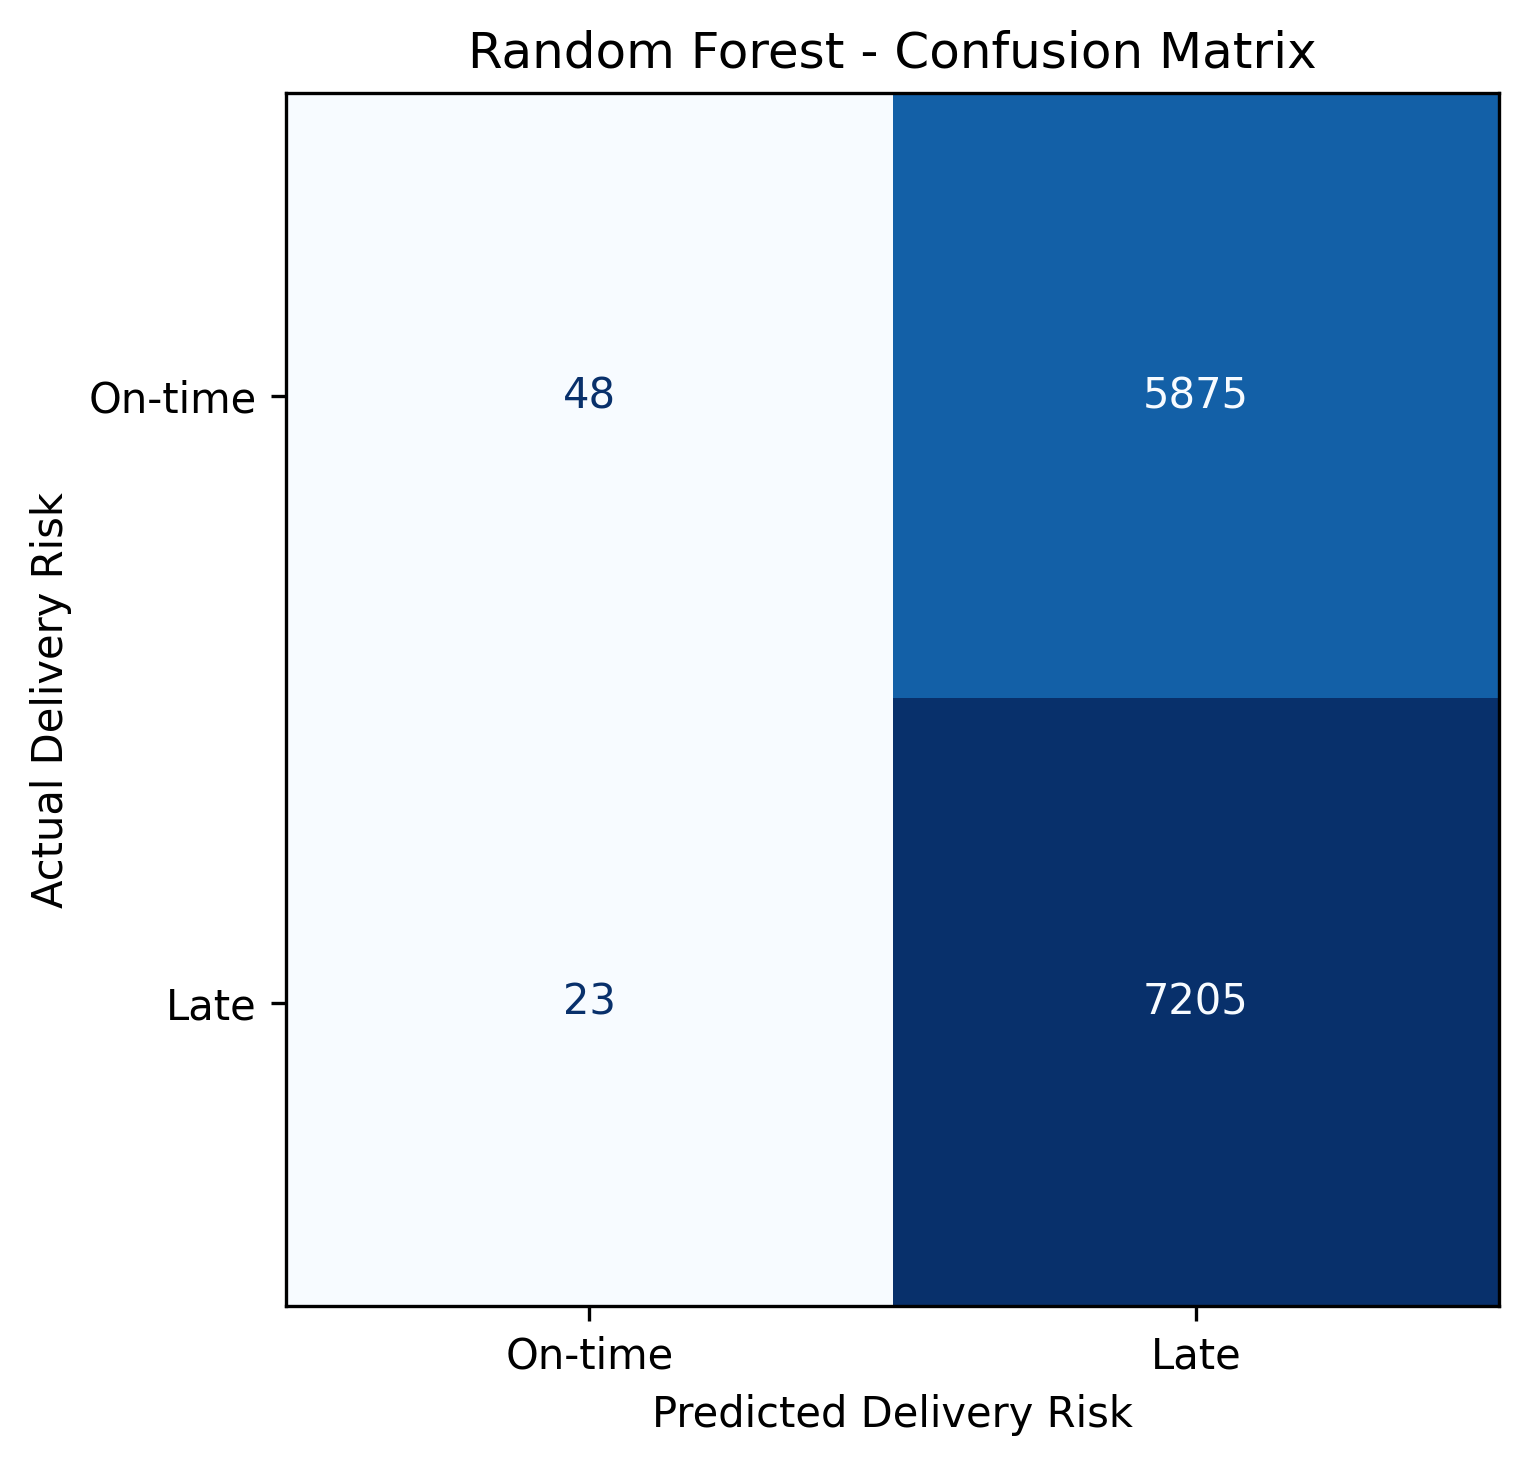 Random Forest - Confusion Matrix
48 5875
On-time
Actual Delivery Risk
23 7205
Late
On-time Late
Predicted Delivery Risk